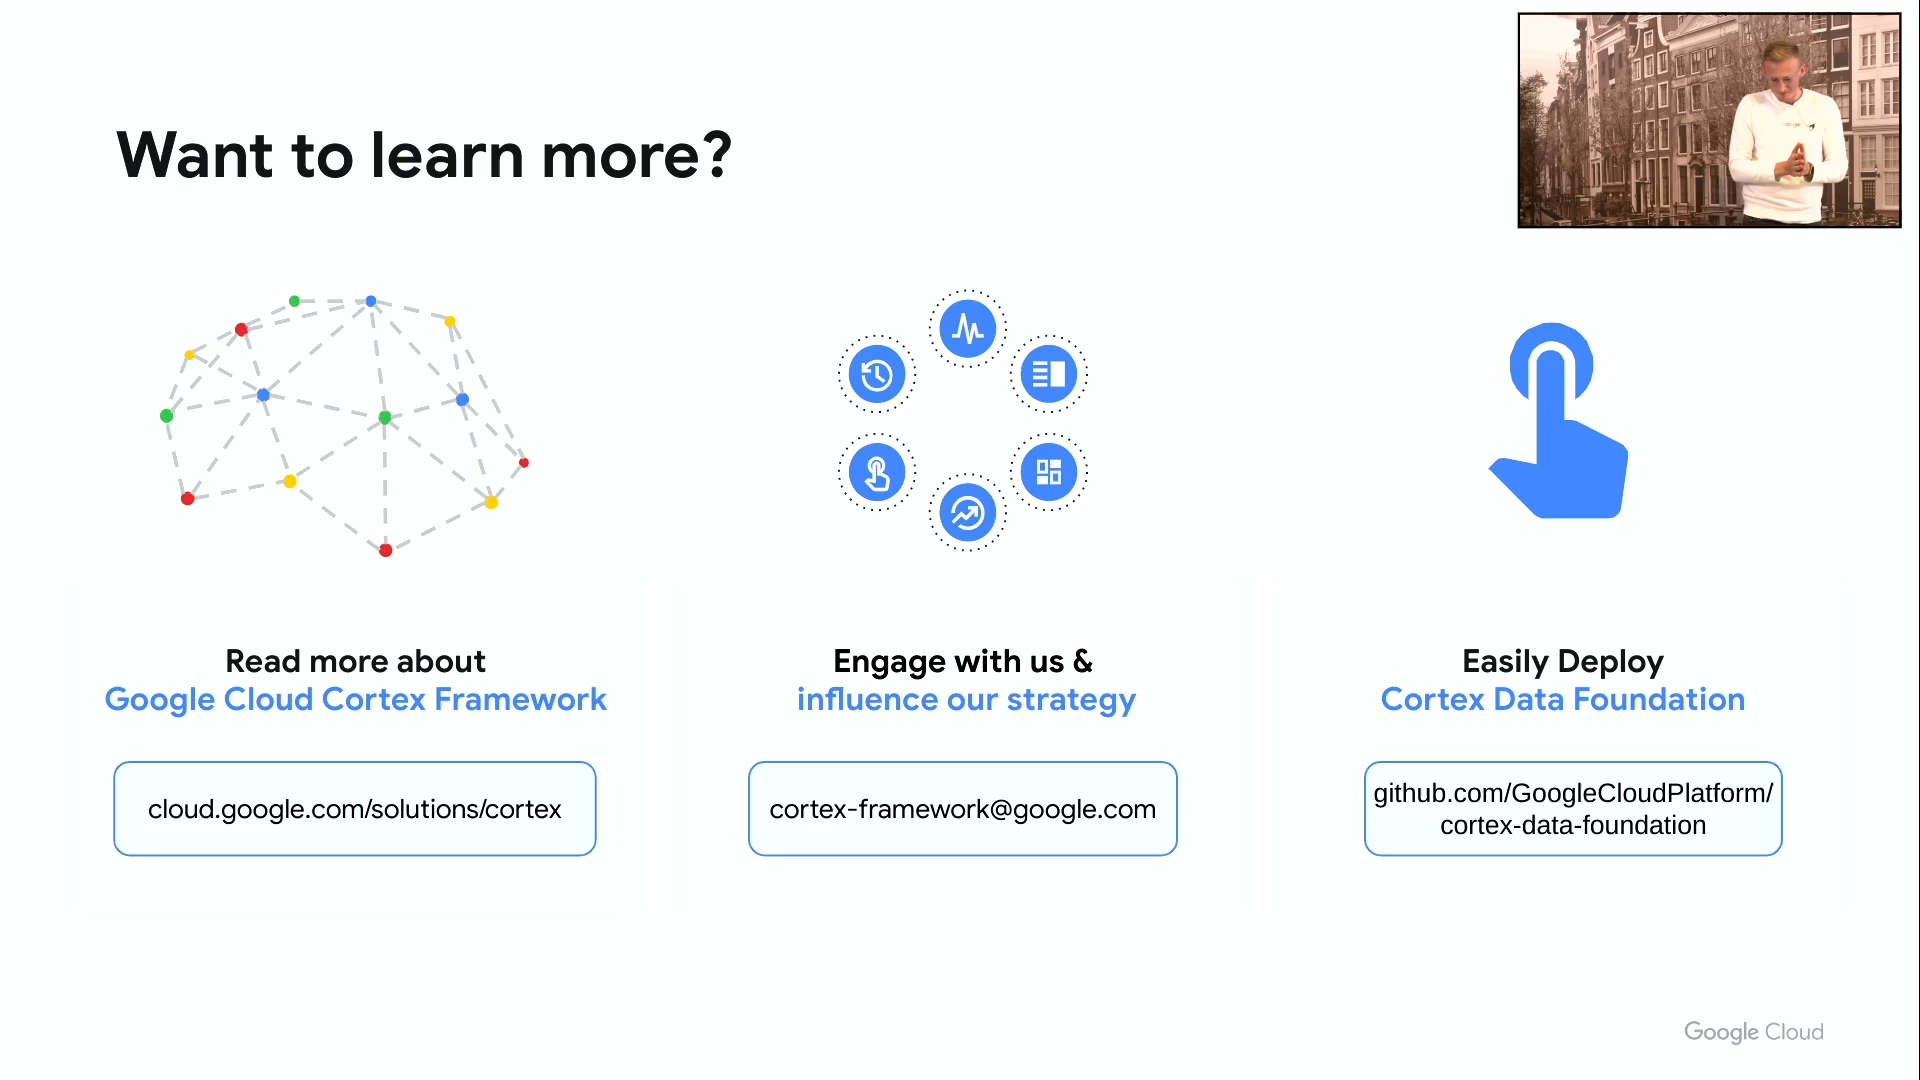 Want to learn more?
Read more about
Google Cloud Cortex Framework
cloud.google.com/solutions/cortex
Engage with us &
influence our strategy
cortex-framework@google.com
Easily Deploy
Cortex Data Foundation
github.com/GoogleCloudPlatform/
cortex-data-foundation
Google Cloud